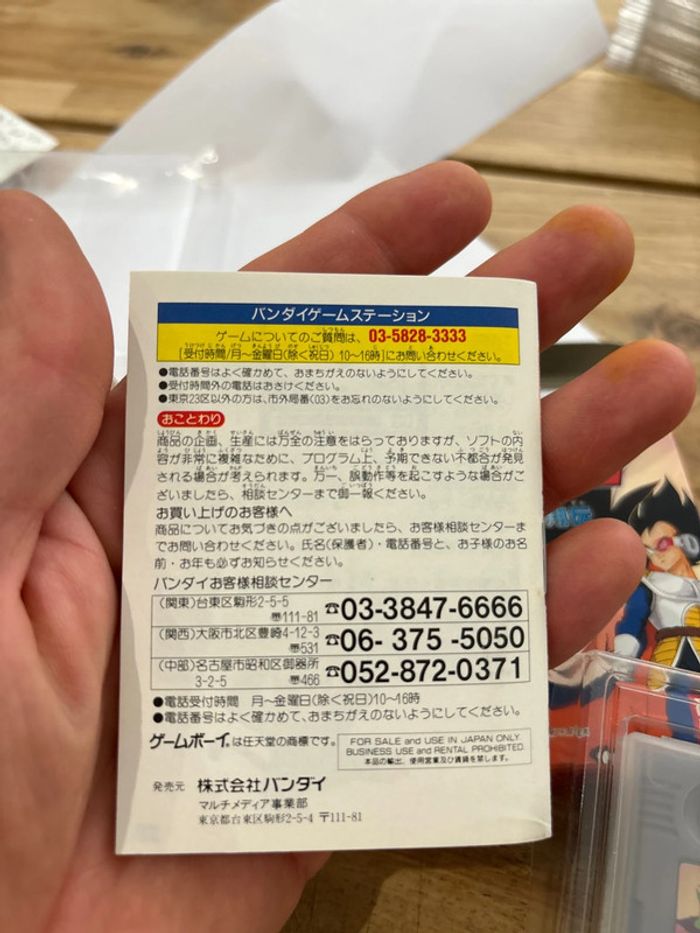 バンダイゲームステーション
ゲームについてのご質問は、 03-5828-3333
[受付時間/月～金曜日(除く祝日) 10～16時]にお問い合わせください。
●電話番号はよく確かめて、おまちがえのないようにしてください。
●受付時間外の電話はおさけください。
●東京23区以外の方は、市外局番(03)をお忘れのないようにしてください。
おことわり
商品の企画、生産には万全の注意をはらっておりますが、ソフトの内
容が非常に複雑なために、プログラム上、予期できない不都合が発見
される場合が考えられます。万一、誤動作等を起こすような場合がご
ざいましたら、相談センターまで御一報ください。
お買い上げのお客様へ
商品についてお気づきの点がございましたら、お客様相談センターま
でお問い合わせください。氏名(保護者)・電話番号と、お子様のお名
前・お年も必ずお知らせください。
バンダイお客様相談センター
(関東)台東区駒形2-5-5
〠111-81 ☎03-3847-6666
(関西)大阪市北区豊崎4-12-3
〠531 ☎06- 375 -5050
(中部)名古屋市昭和区御器所
3-2-5 〠466 ☎052-872-0371
●電話受付時間 月～金曜日(除く祝日)10～16時
●電話番号はよく確かめて、おまちがえのないようにしてください。
ゲームボーイ®は任天堂の商標です。
FOR SALE and USE IN JAPAN ONLY.
BUSINESS USE and RENTAL PROHIBITED.
本品の輸出、使用営業及び賃貸を禁じます。
発売元 株式会社バンダイ
マルチメディア事業部
東京都台東区駒形2-5-4 〒111-81